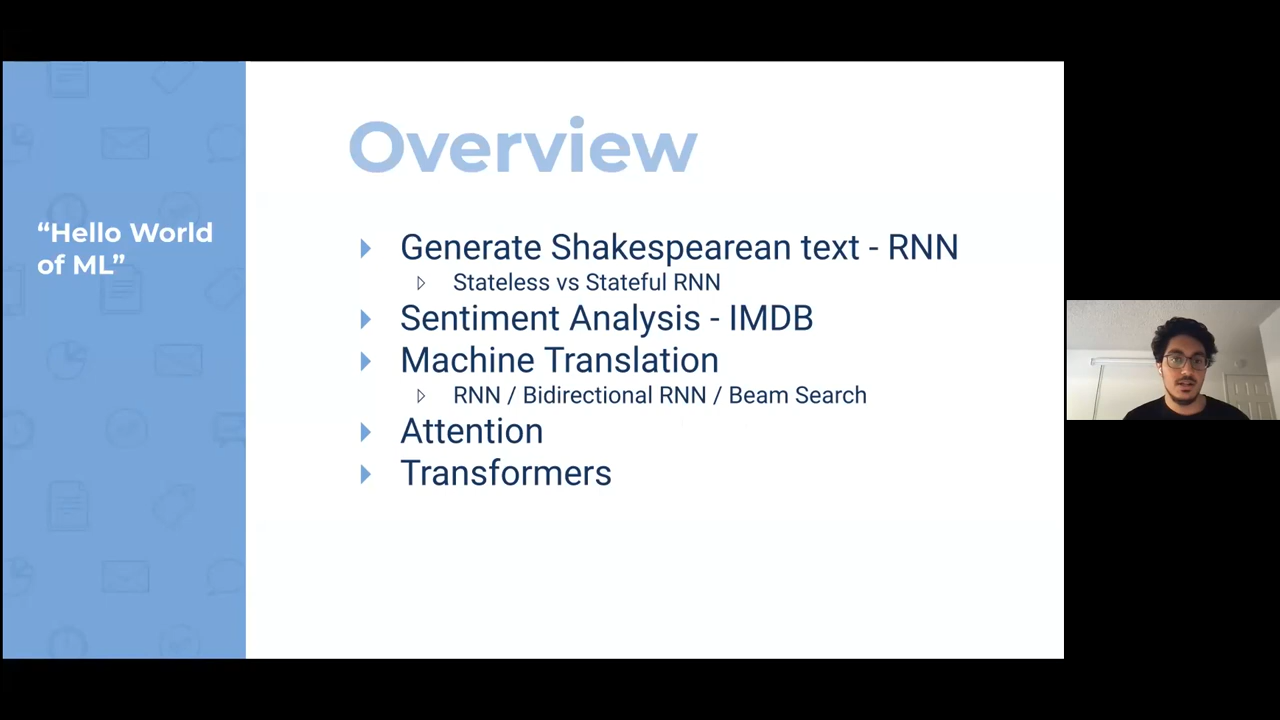 Overview
“Hello World
of ML”
Generate Shakespearean text - RNN
Stateless vs Stateful RNN
Sentiment Analysis - IMDB
Machine Translation
RNN / Bidirectional RNN / Beam Search
Attention
Transformers